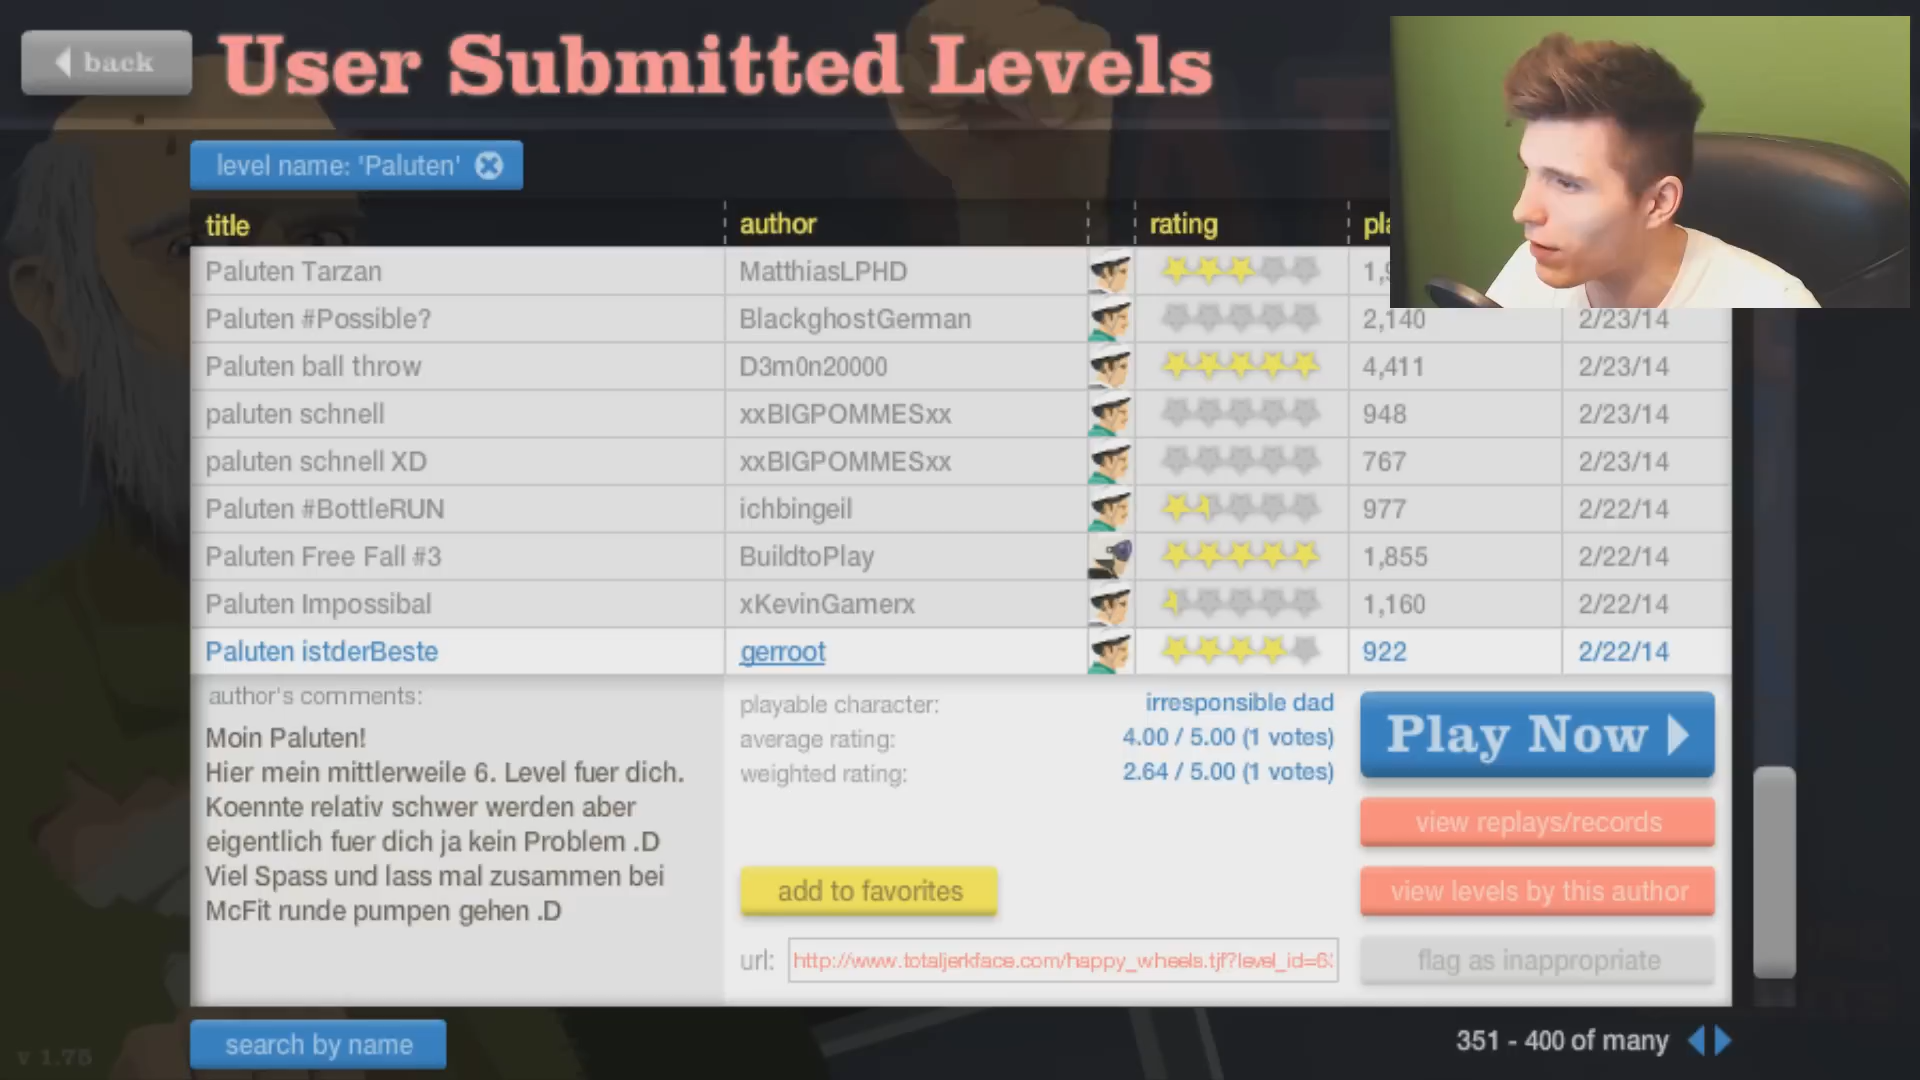 back
User Submitted Levels
level name: 'Paluten'
title author rating
Paluten Tarzan MatthiasLPHD
Paluten #Possible? BlackghostGerman 2,140 2/23/14
Paluten ball throw D3m0n20000 4,411 2/23/14
paluten schnell xxBIGPOMMESxx 948 2/23/14
paluten schnell XD xxBIGPOMMESxx 767 2/23/14
Paluten #BottleRUN ichbingeil 977 2/22/14
Paluten Free Fall #3 BuildtoPlay 1,855 2/22/14
Paluten Impossibal xKevinGamerx 1,160 2/22/14
Paluten istderBeste gerroot 922 2/22/14
author's comments:
Moin Paluten!
Hier mein mittlerweile 6. Level fuer dich.
Koennte relativ schwer werden aber
eigentlich fuer dich ja kein Problem .D
Viel Spass und lass mal zusammen bei
McFit runde pumpen gehen .D
playable character: irresponsible dad
average rating: 4.00 / 5.00 (1 votes)
weighted rating: 2.64 / 5.00 (1 votes)
add to favorites
url: http://www.totaljerkface.com/happy_wheels.tjf?level_id=6
Play Now
view replays/records
view levels by this author
flag as inappropriate
search by name
351 - 400 of many
v 1.75